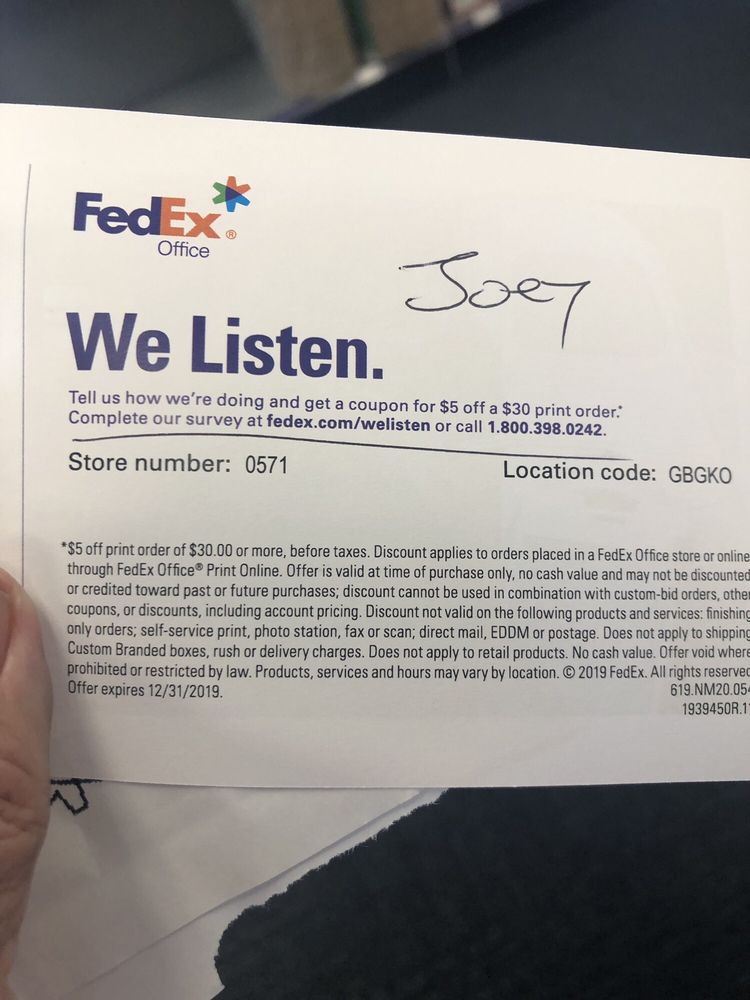 FedEx®
Office
Joey
We Listen.
Tell us how we're doing and get a coupon for $5 off a $30 print order.*
Complete our survey at fedex.com/welisten or call 1.800.398.0242.
Store number: 0571
Location code: GBGKO
*$5 off print order of $30.00 or more, before taxes. Discount applies to orders placed in a FedEx Office store or online
through FedEx Office® Print Online. Offer is valid at time of purchase only, no cash value and may not be discounted
or credited toward past or future purchases; discount cannot be used in combination with custom-bid orders, other
coupons, or discounts, including account pricing. Discount not valid on the following products and services: finishing
only orders; self-service print, photo station, fax or scan; direct mail, EDDM or postage. Does not apply to shipping
Custom Branded boxes, rush or delivery charges. Does not apply to retail products. No cash value. Offer void where
prohibited or restricted by law. Products, services and hours may vary by location. © 2019 FedEx. All rights reserved
Offer expires 12/31/2019.
619.NM20.054
1939450R.1